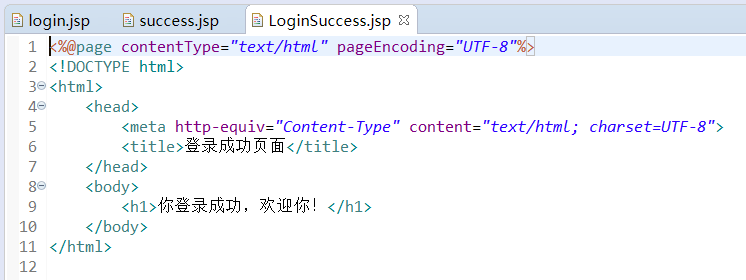 login.jsp success.jsp LoginSuccess.jsp
1 <%@page contentType="text/html" pageEncoding="UTF-8"%>
2 <!DOCTYPE html>
3 <html>
4 <head>
5 <meta http-equiv="Content-Type" content="text/html; charset=UTF-8">
6 <title>登录成功页面</title>
7 </head>
8 <body>
9 <h1>你登录成功，欢迎你！</h1>
10 </body>
11 </html>
12